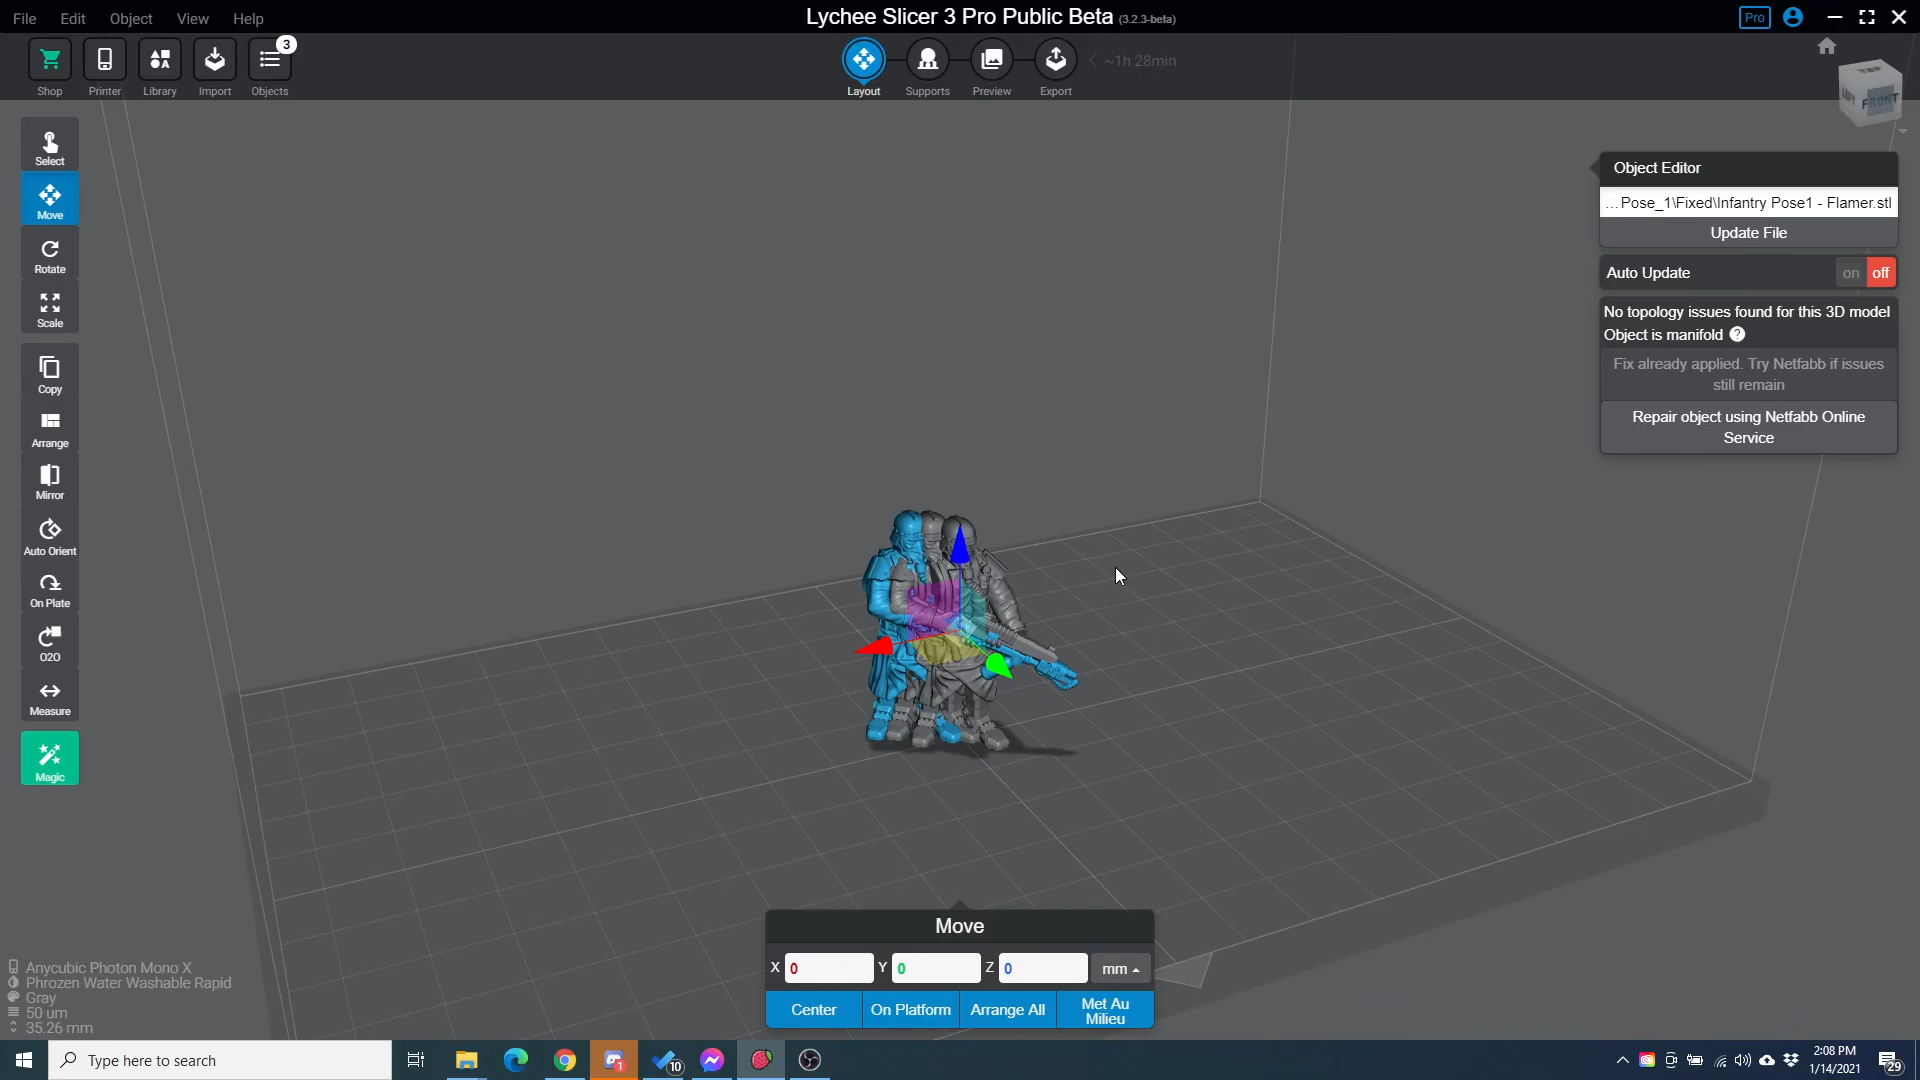 File Edit Object View Help
Lychee Slicer 3 Pro Public Beta (3.2.3-beta)
Pro
3
Shop Printer Library Import Objects
Layout Supports Preview Export
~1h 28min
TOP
FRONT
Select
Move
Rotate
Scale
Copy
Arrange
Mirror
Auto Orient
On Plate
O2O
Measure
Magic
Object Editor
...Pose_1\Fixed\Infantry Pose1 - Flamer.stl
Update File
Auto Update on off
No topology issues found for this 3D model
Object is manifold ?
Fix already applied. Try Netfabb if issues
still remain
Repair object using Netfabb Online
Service
Move
X 0 Y 0 Z 0 mm
Center On Platform Arrange All Met Au
Milieu
Anycubic Photon Mono X
Phrozen Water Washable Rapid
Gray
50 um
35.26 mm
Type here to search
1
10
2:08 PM
1/14/2021
29